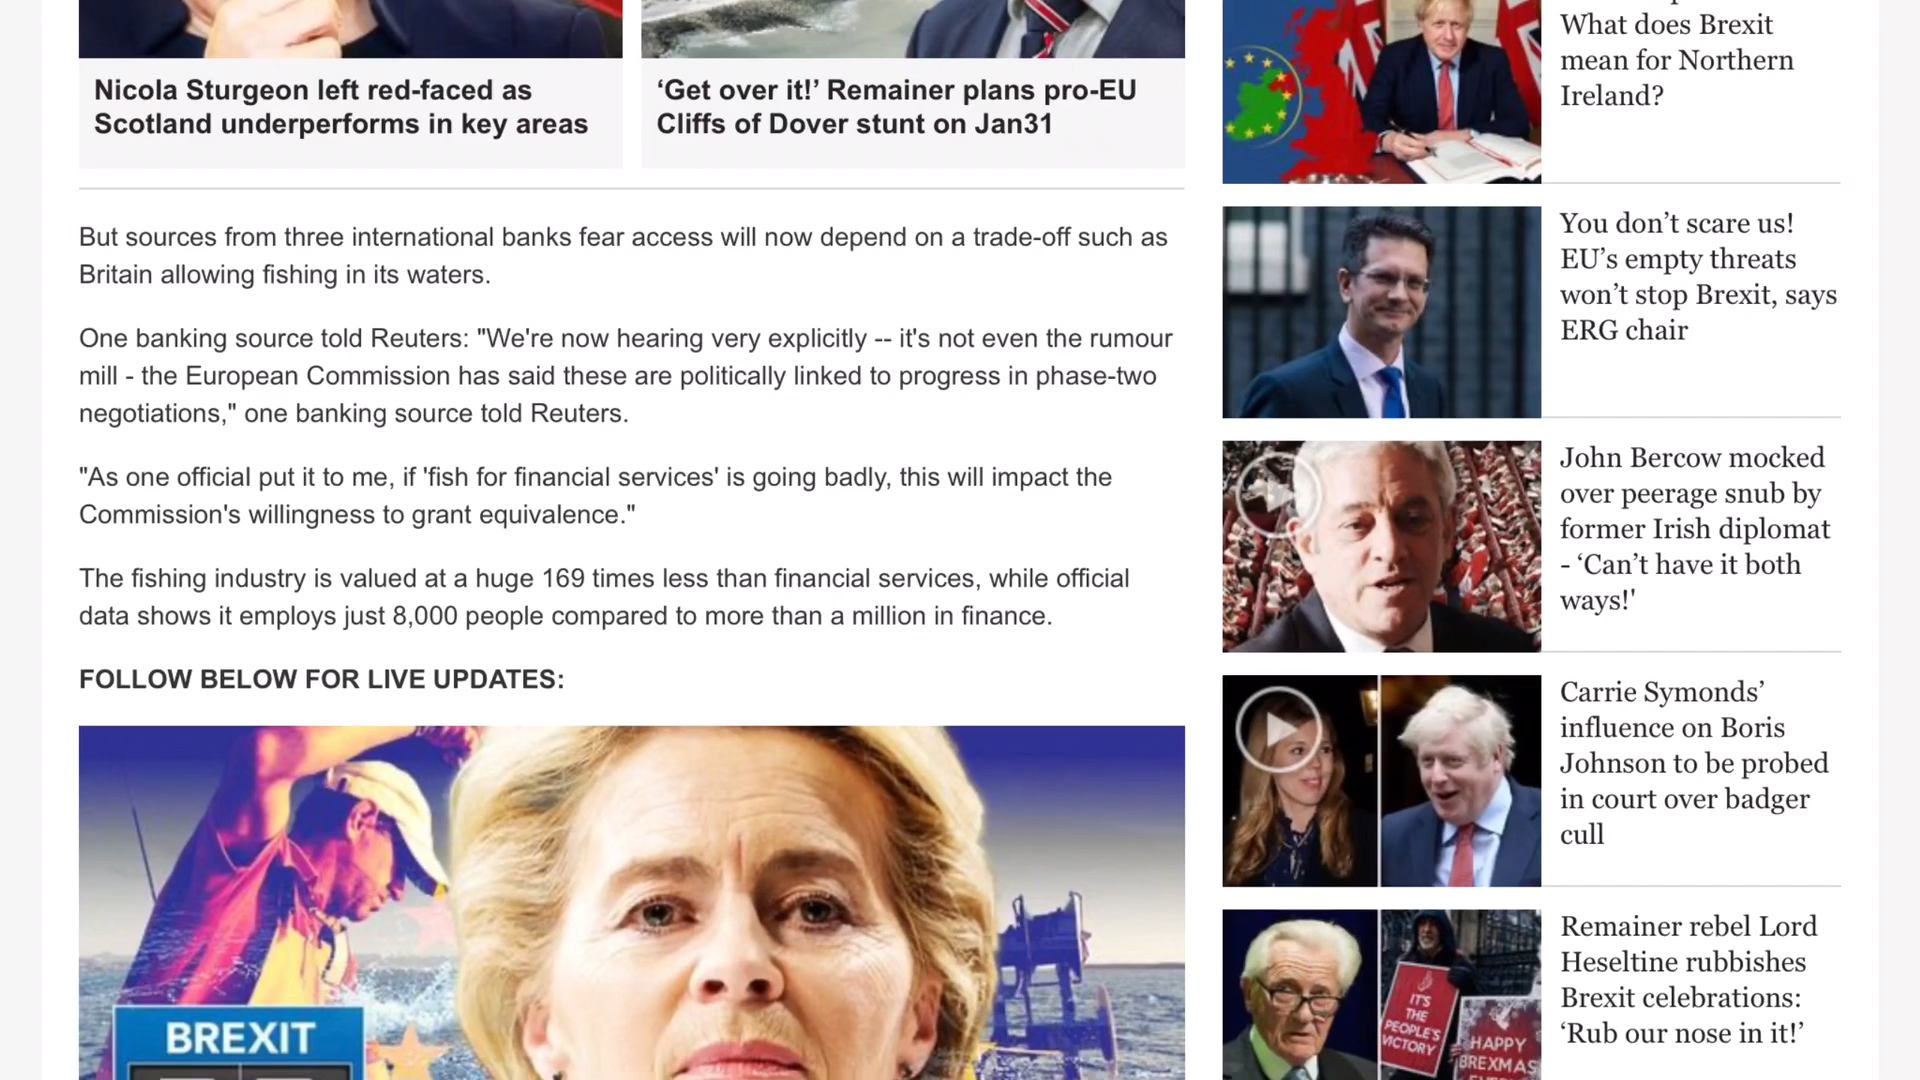 Nicola Sturgeon left red-faced as
Scotland underperforms in key areas
‘Get over it!’ Remainer plans pro-EU
Cliffs of Dover stunt on Jan31
But sources from three international banks fear access will now depend on a trade-off such as
Britain allowing fishing in its waters.
One banking source told Reuters: "We're now hearing very explicitly -- it's not even the rumour
mill - the European Commission has said these are politically linked to progress in phase-two
negotiations," one banking source told Reuters.
"As one official put it to me, if 'fish for financial services' is going badly, this will impact the
Commission's willingness to grant equivalence."
The fishing industry is valued at a huge 169 times less than financial services, while official
data shows it employs just 8,000 people compared to more than a million in finance.
FOLLOW BELOW FOR LIVE UPDATES:
BREXIT
What does Brexit
mean for Northern
Ireland?
You don’t scare us!
EU’s empty threats
won’t stop Brexit, says
ERG chair
John Bercow mocked
over peerage snub by
former Irish diplomat
- ‘Can’t have it both
ways!'
Carrie Symonds’
influence on Boris
Johnson to be probed
in court over badger
cull
IT'S
THE
PEOPLE'S
VICTORY
HAPPY
BREXMAS
Remainer rebel Lord
Heseltine rubbishes
Brexit celebrations:
‘Rub our nose in it!’